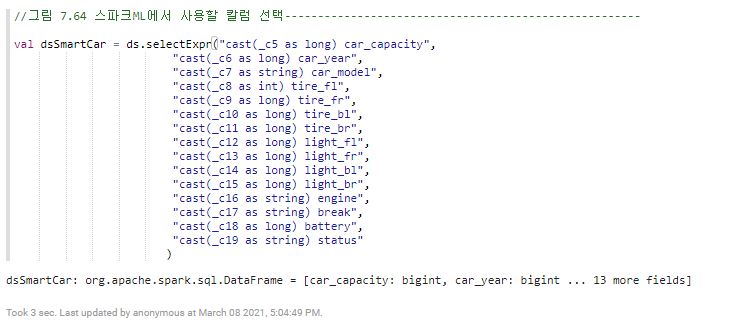 //그림 7.64 스파크ML에서 사용할 칼럼 선택------------------------------------------------------
val dsSmartCar = ds.selectExpr("cast(_c5 as long) car_capacity",
"cast(_c6 as long) car_year",
"cast(_c7 as string) car_model",
"cast(_c8 as int) tire_fl",
"cast(_c9 as long) tire_fr",
"cast(_c10 as long) tire_bl",
"cast(_c11 as long) tire_br",
"cast(_c12 as long) light_fl",
"cast(_c13 as long) light_fr",
"cast(_c14 as long) light_bl",
"cast(_c15 as long) light_br",
"cast(_c16 as string) engine",
"cast(_c17 as string) break",
"cast(_c18 as long) battery",
"cast(_c19 as string) status"
)
dsSmartCar: org.apache.spark.sql.DataFrame = [car_capacity: bigint, car_year: bigint ... 13 more fields]
Took 3 sec. Last updated by anonymous at March 08 2021, 5:04:49 PM.